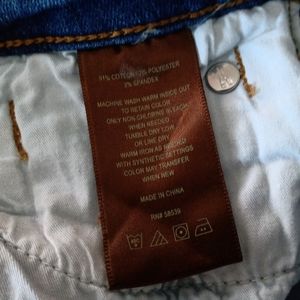 91% COTTON 7% POLYESTER
2% SPANDEX
MACHINE WASH WARM INSIDE OUT
TO RETAIN COLOR
ONLY NON CHLORINE BLEACH
WHEN NEEDED
TUMBLE DRY LOW
OR LINE DRY
WARM IRON AS NEEDED
WITH SYNTHETIC SETTINGS
COLOR MAY TRANSFER
WHEN NEW
MADE IN CHINA
RN# 58539